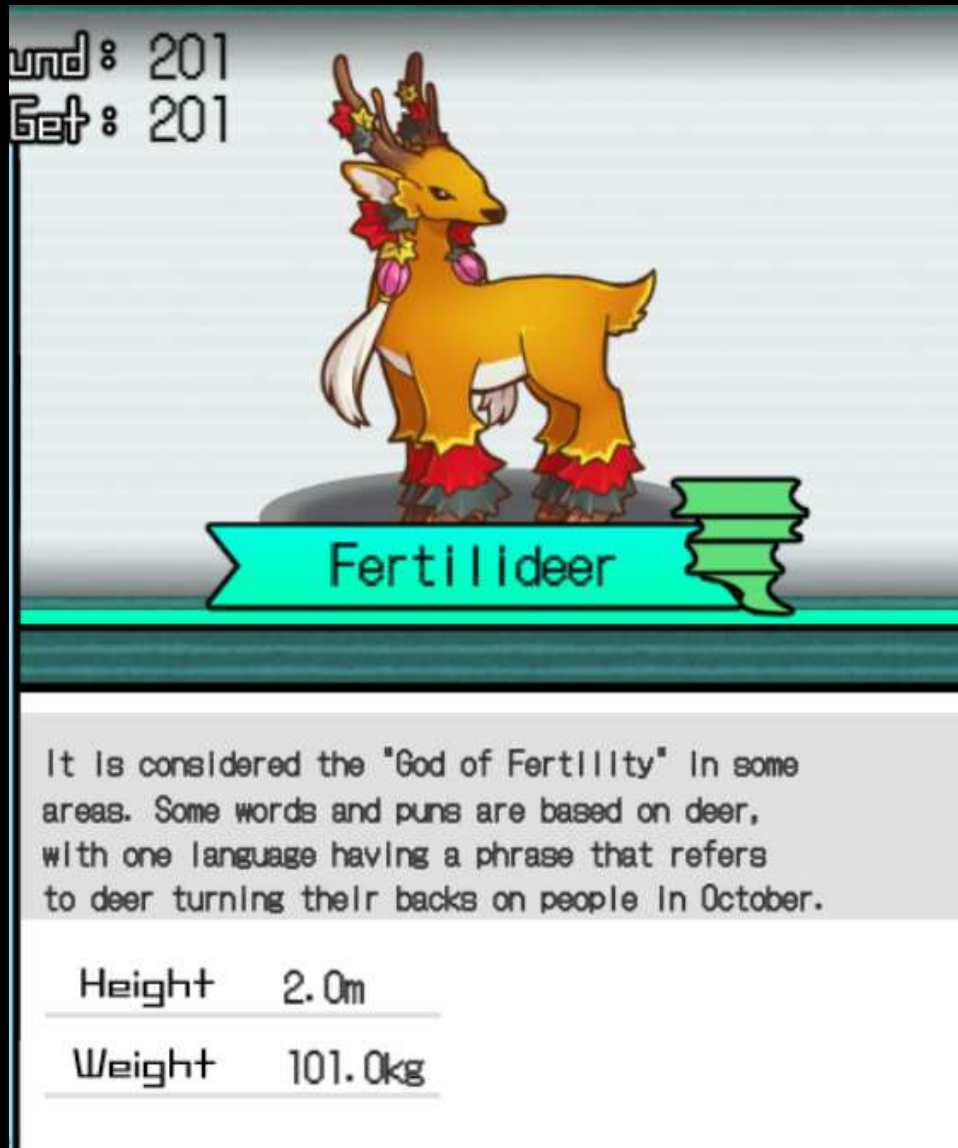 und: 201
Get: 201
Fertilideer
It is considered the "God of Fertility" in some
areas. Some words and puns are based on deer,
with one language having a phrase that refers
to deer turning their backs on people in October.
Height 2.0m
Weight 101.0kg